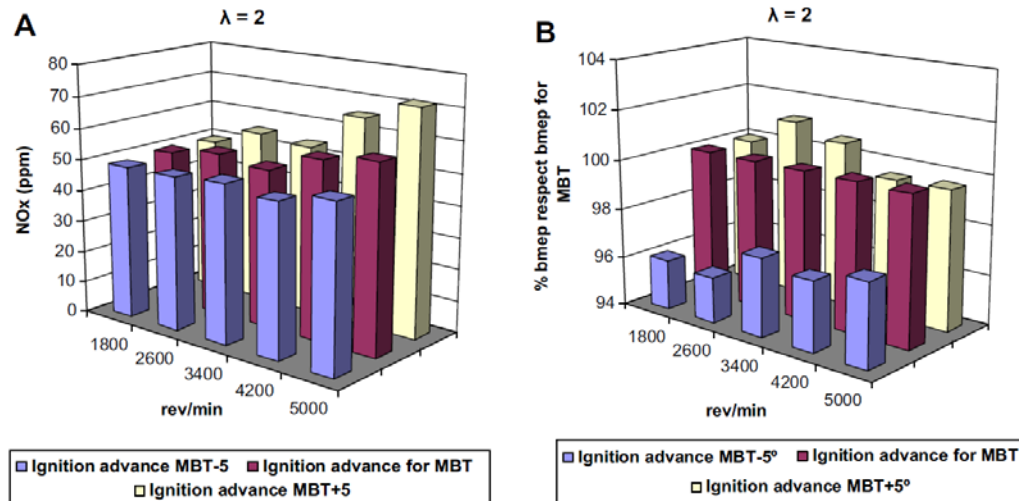 A
λ = 2
NOx (ppm)
80
70
60
50
40
30
20
10
0
1800
2600
3400
4200
5000
rev/min
Ignition advance MBT-5 Ignition advance for MBT
Ignition advance MBT+5
B
λ = 2
% bmep respect bmep for
MBT
104
102
100
98
96
94
1800
2600
3400
4200
5000
rev/min
Ignition advance MBT-5º Ignition advance for MBT
Ignition advance MBT+5º